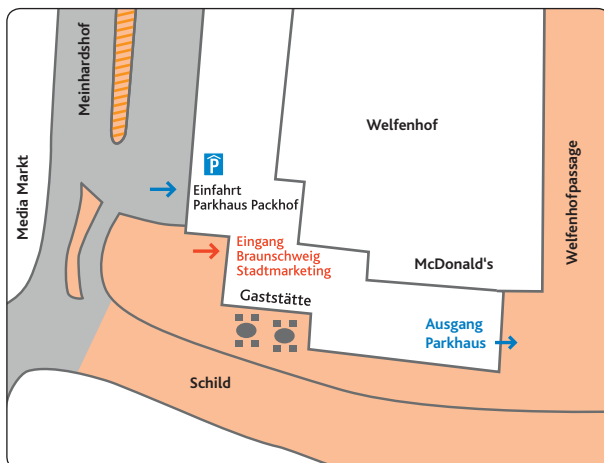 Meinhardshof
Media Markt
Welfenhof
Welfenhofpassage
P
Einfahrt
Parkhaus Packhof
Eingang
Braunschweig
Stadtmarketing
McDonald's
Gaststätte
Ausgang
Parkhaus
Schild